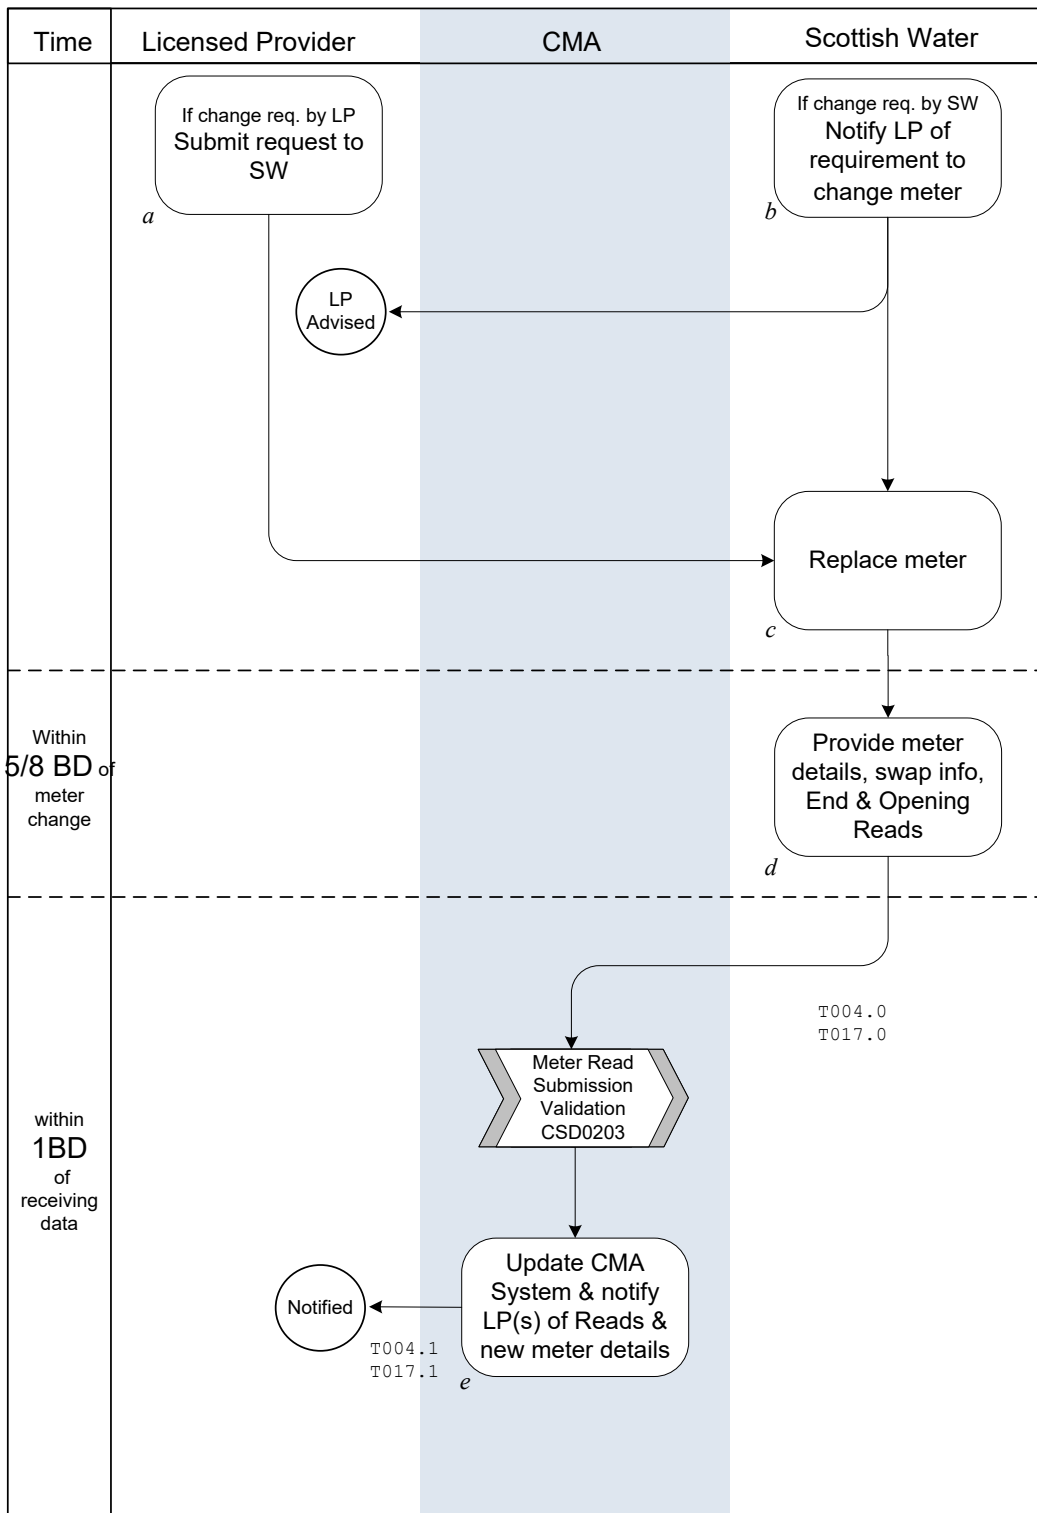 Time
Licensed Provider
CMA
Scottish Water
If change req. by LP
Submit request to
SW
a
If change req. by SW
Notify LP of
requirement to
change meter
b
LP
Advised
Replace meter
c
Within
5/8 BD of
meter
change
Provide meter
details, swap info,
End & Opening
Reads
d
T004.0
T017.0
within
1BD
of
receiving
data
Meter Read
Submission
Validation
CSD0203
Update CMA
System & notify
LP(s) of Reads &
new meter details
e
Notified
T004.1
T017.1